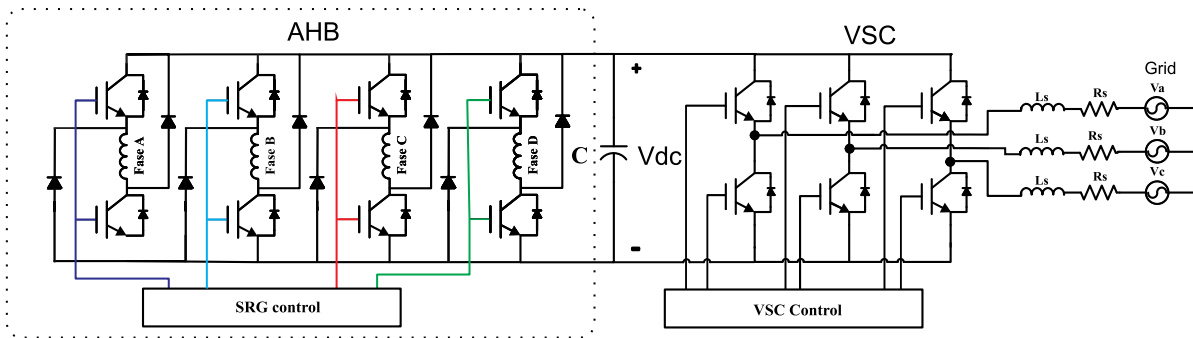 AHB
VSC
Grid
Va
Ls
Rs
Vb
Ls
Rs
Vc
Ls
Rs
Fase A
Fase B
Fase C
Fase D
+
C
Vdc
-
SRG control
VSC Control